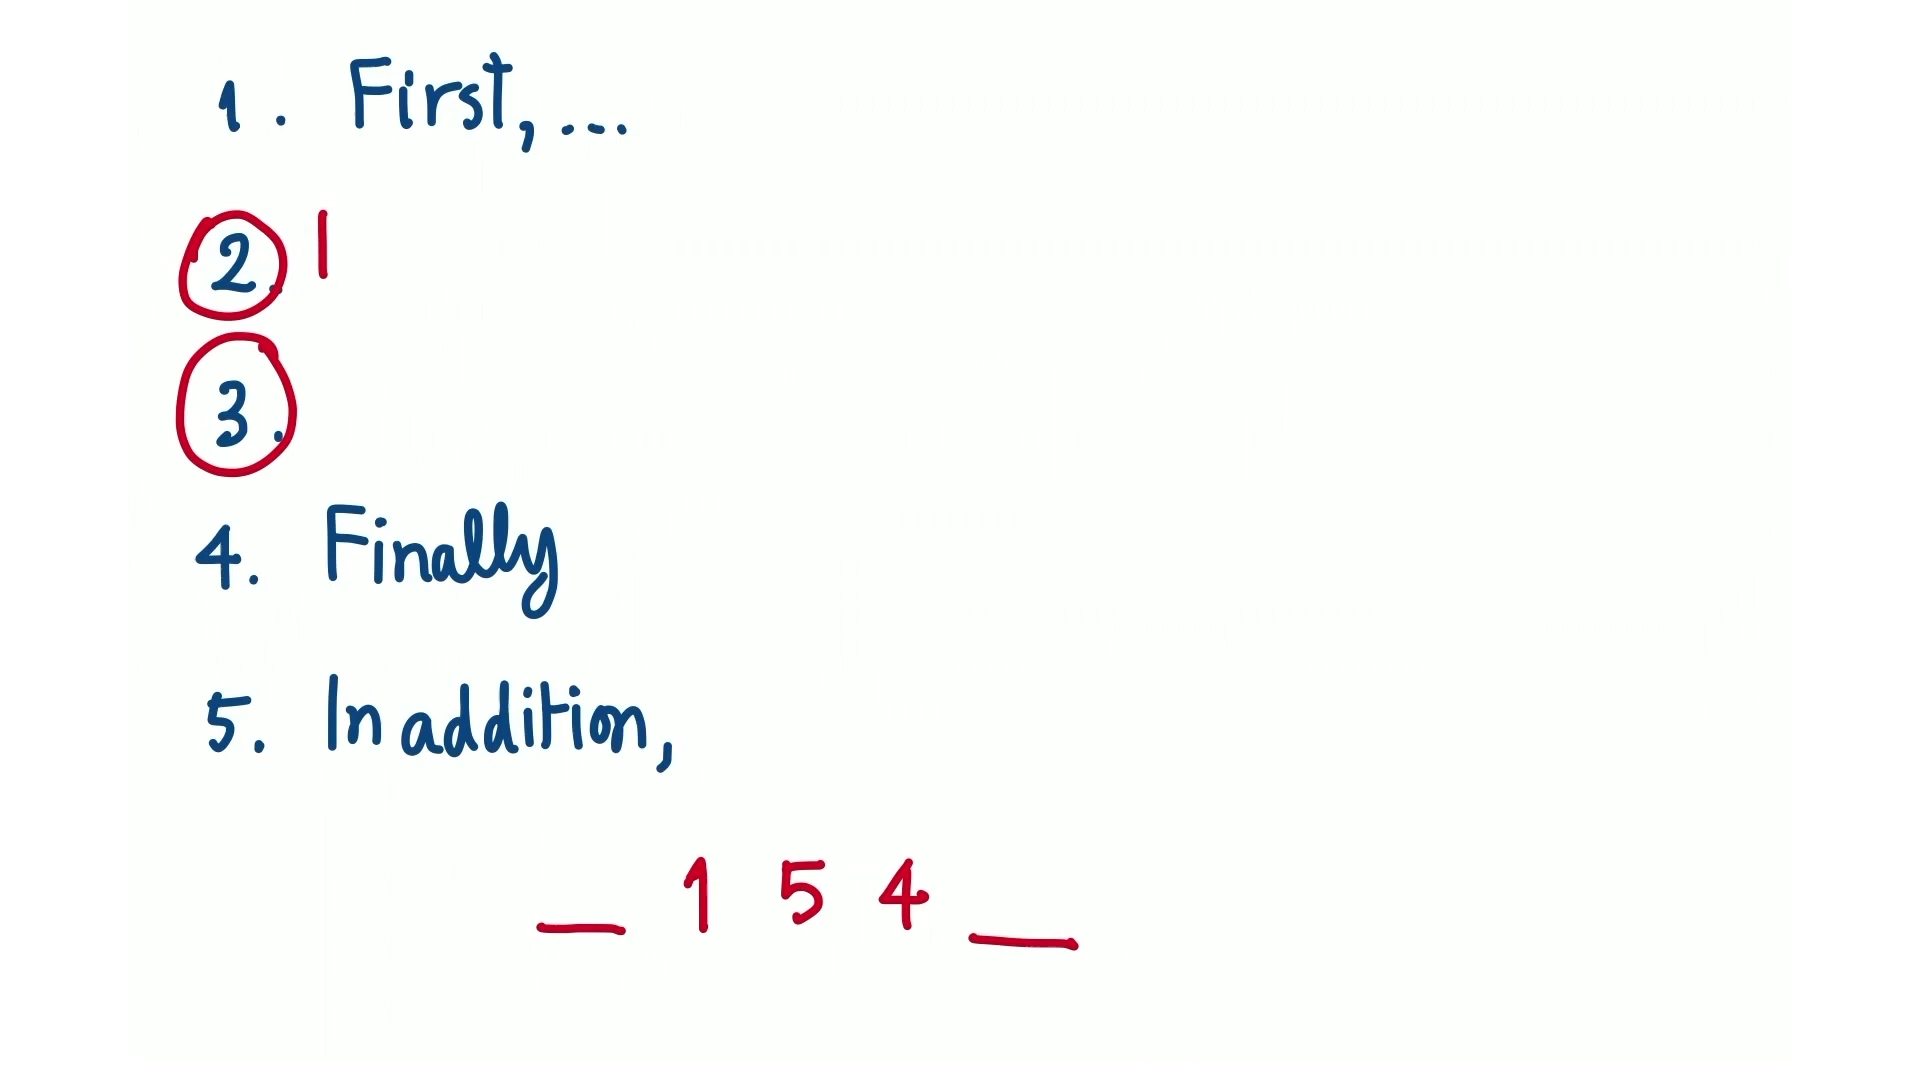 1. First,...
2. |
3.
4. Finally
5. In addition,
_ 1 5 4 _